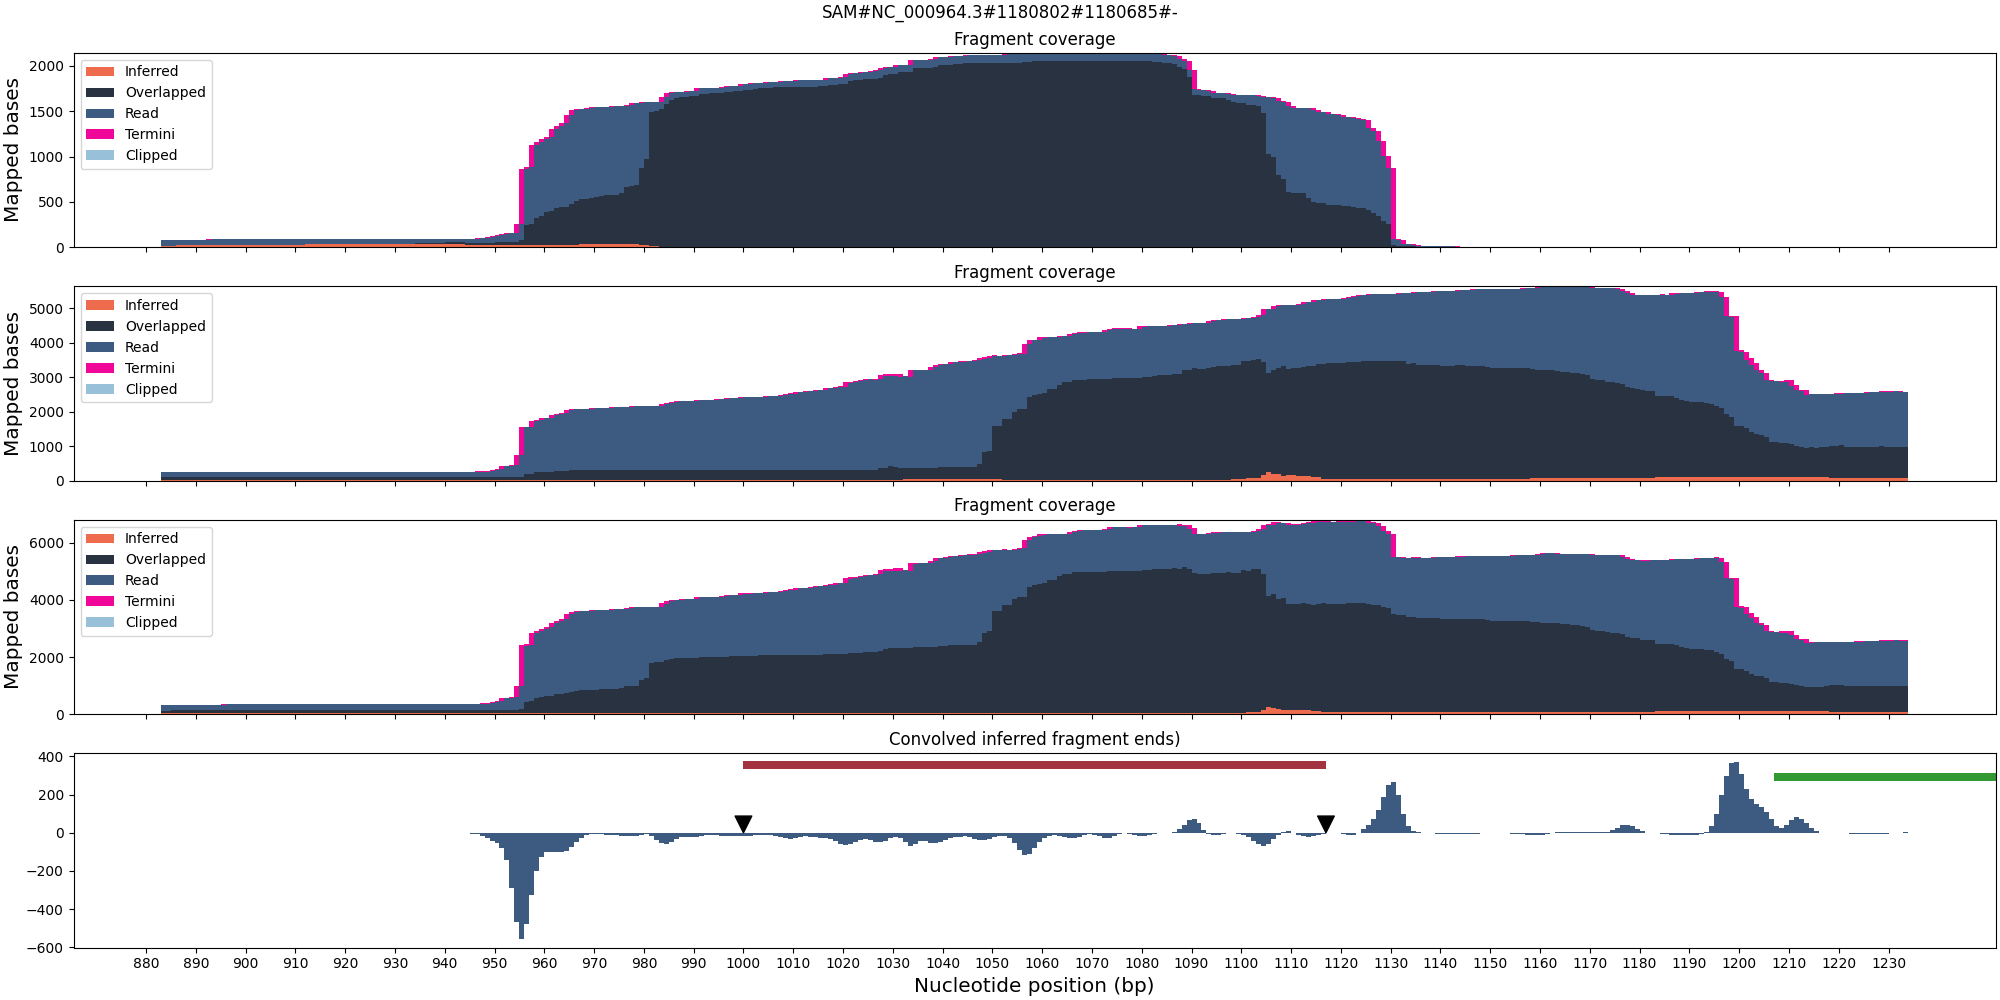 SAM#NC_000964.3#1180802#1180685#-
Fragment coverage
Mapped bases
2000
1500
1000
500
0
Inferred
Overlapped
Read
Termini
Clipped
Fragment coverage
Mapped bases
5000
4000
3000
2000
1000
0
Inferred
Overlapped
Read
Termini
Clipped
Fragment coverage
Mapped bases
6000
4000
2000
0
Inferred
Overlapped
Read
Termini
Clipped
Convolved inferred fragment ends)
400
200
0
−200
−400
−600
880 890 900 910 920 930 940 950 960 970 980 990 1000 1010 1020 1030 1040 1050 1060 1070 1080 1090 1100 1110 1120 1130 1140 1150 1160 1170 1180 1190 1200 1210 1220 1230
Nucleotide position (bp)